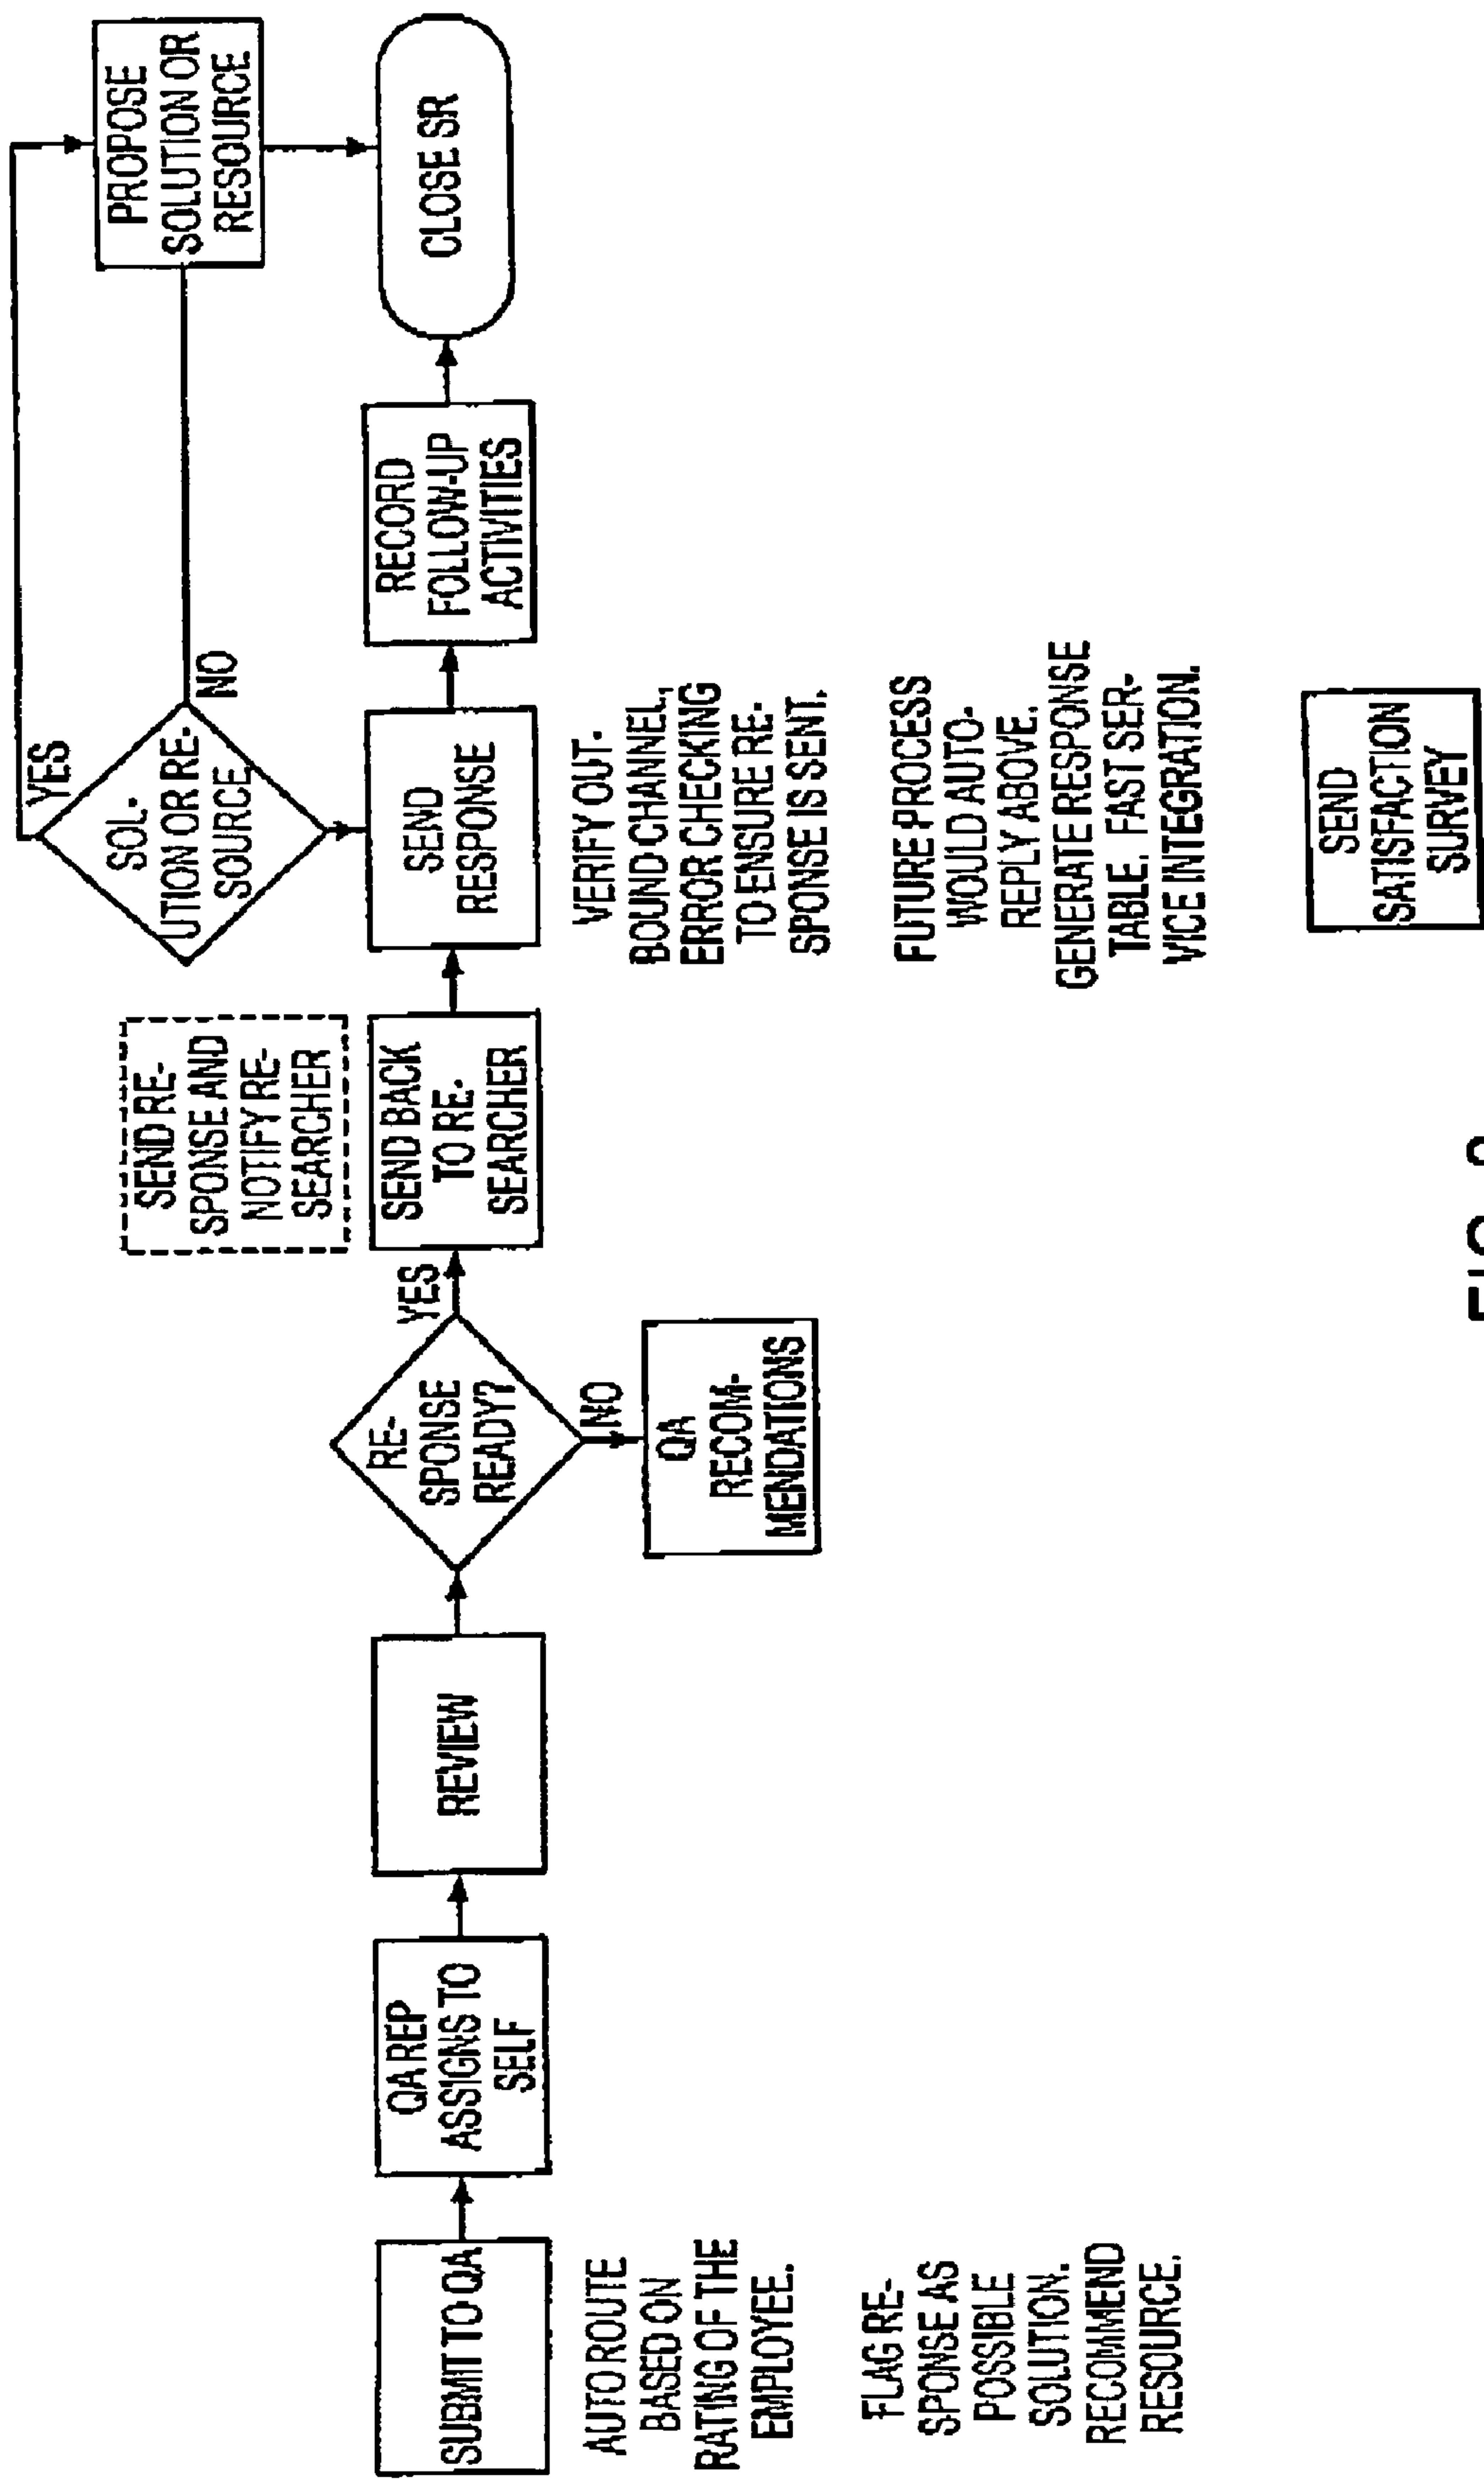 SUBMIT TO QA
AUTO ROUTE
BASED ON
RATING OF THE
EMPLOYEE.
FLAG RE-
SPONSE AS
POSSIBLE
SOLUTION.
RECOMMEND
RESOURCE.
QA REP
ASSIGNS TO
SELF
REVIEW
RE-
SPONSE
READY?
YES
NO
QA
RECOM-
MENDATIONS
SEND RE-
SPONSE AND
NOTIFY RE-
SEARCHER
SEND BACK
TO RE-
SEARCHER
SOL-
UTION OR RE-
SOURCE
YES
NO
SEND
RESPONSE
VERIFY OUT-
BOUND CHANNEL,
ERROR CHECKING
TO ENSURE RE-
SPONSE IS SENT.
FUTURE PROCESS
WOULD AUTO-
REPLY ABOVE.
GENERATE RESPONSE
TABLE. FAST SER-
VICE INTEGRATION.
SEND
SATISFACTION
SURVEY
RECORD
FOLLOW-UP
ACTIVITIES
PROPOSE
SOLUTION OR
RESOURCE
CLOSE SR